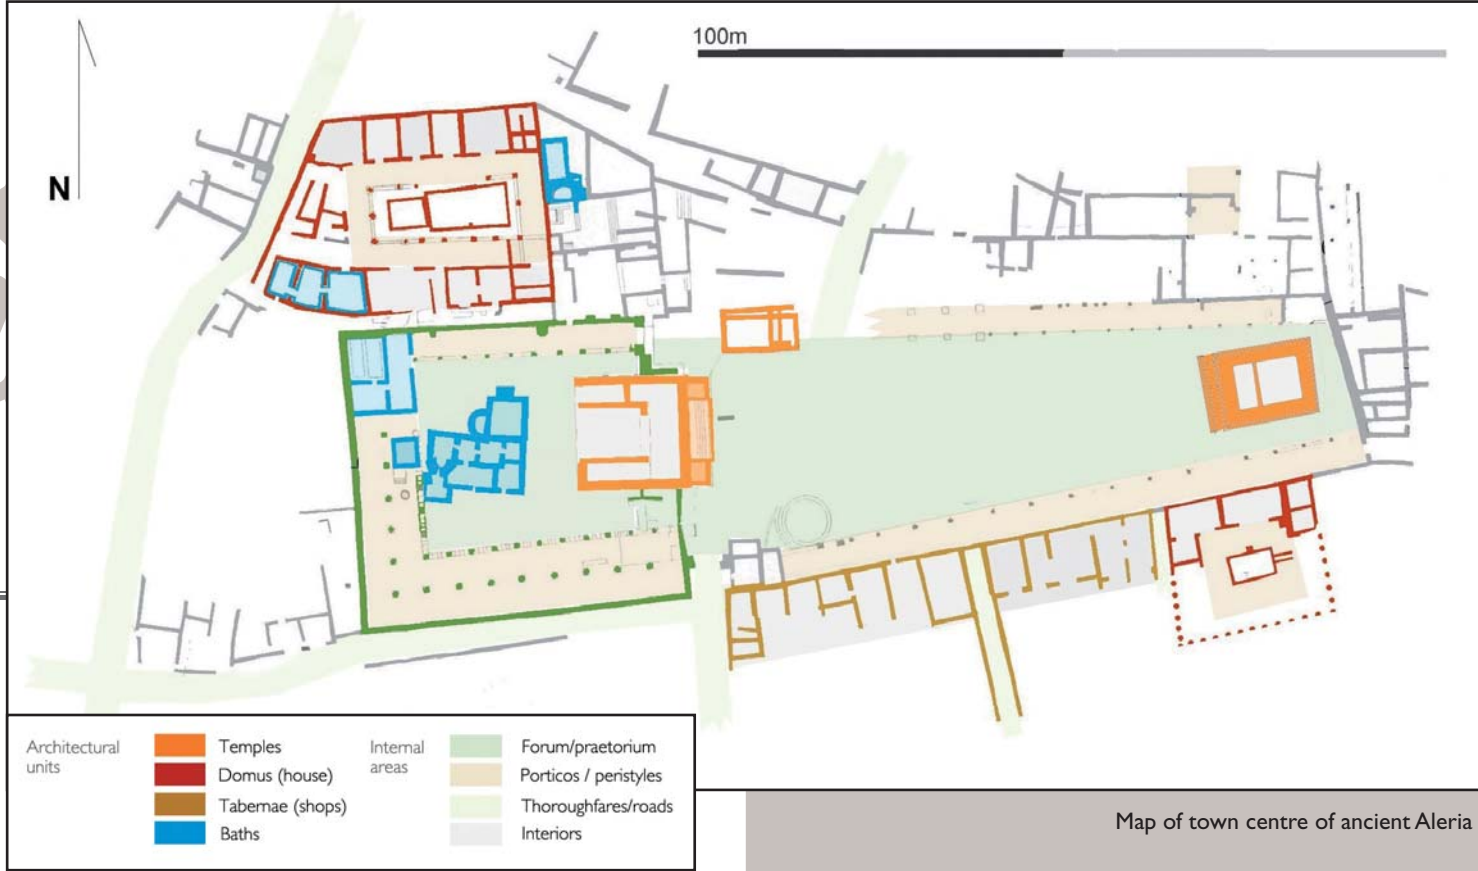 100m
N
Architectural
units
Temples
Domus (house)
Tabernae (shops)
Baths
Internal
areas
Forum/praetorium
Porticos / peristyles
Thoroughfares/roads
Interiors
Map of town centre of ancient Aleria